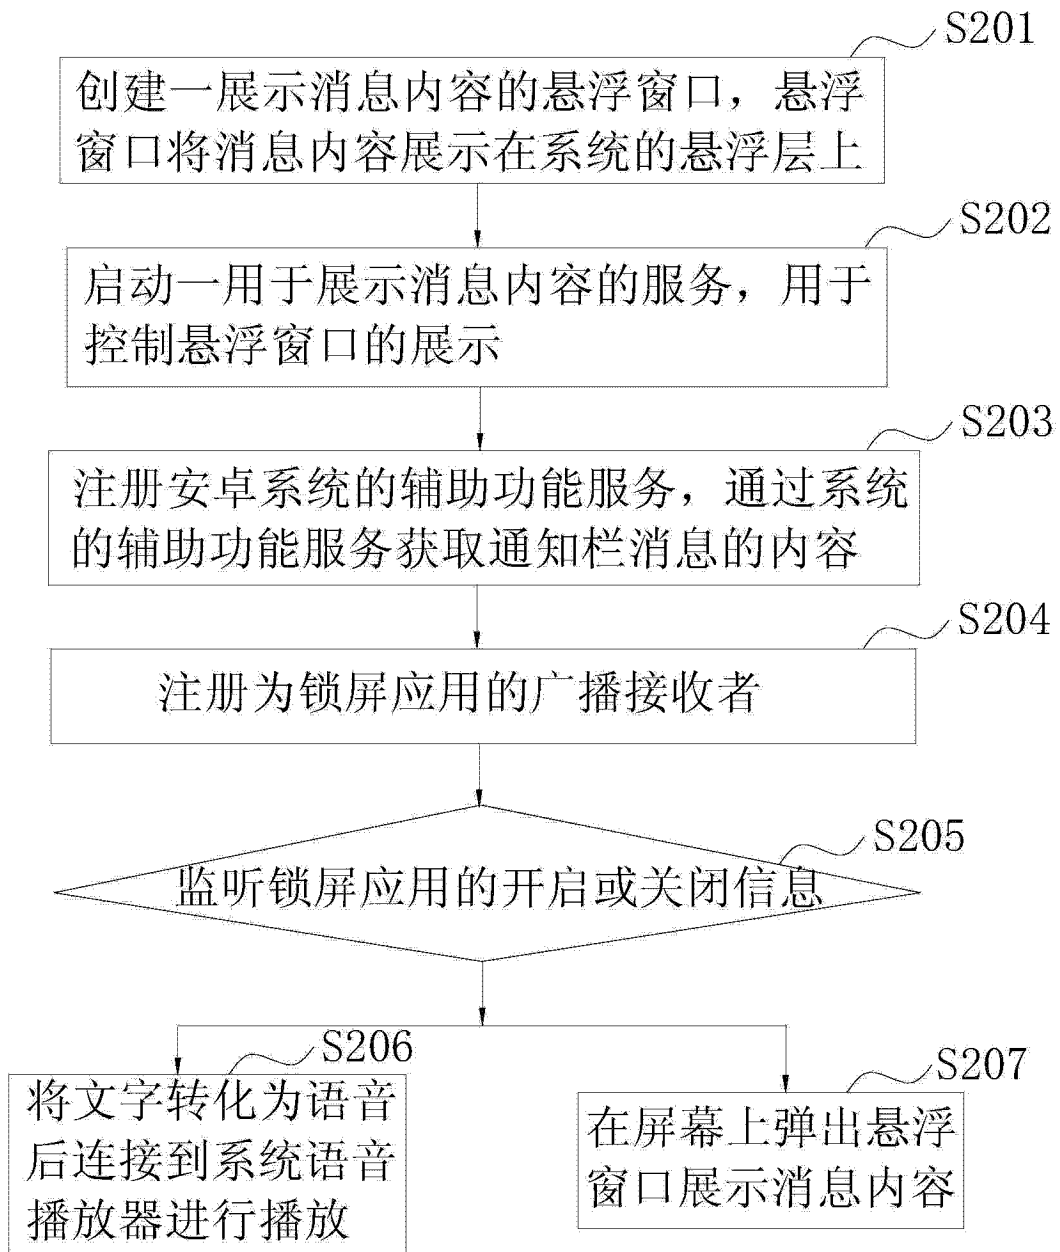 S201
创建一展示消息内容的悬浮窗口，悬浮
窗口将消息内容展示在系统的悬浮层上
S202
启动一用于展示消息内容的服务，用于
控制悬浮窗口的展示
S203
注册安卓系统的辅助功能服务，通过系统
的辅助功能服务获取通知栏消息的内容
S204
注册为锁屏应用的广播接收者
S205
监听锁屏应用的开启或关闭信息
S206
将文字转化为语音
后连接到系统语音
播放器进行播放
S207
在屏幕上弹出悬浮
窗口展示消息内容